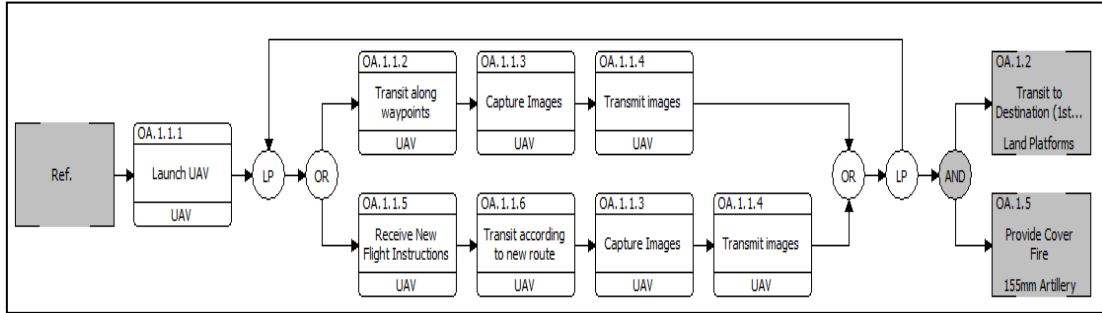 Ref.
OA.1.1.1
Launch UAV
UAV
LP
OR
OA.1.1.2
Transit along
waypoints
UAV
OA.1.1.3
Capture Images
UAV
OA.1.1.4
Transmit images
UAV
OA.1.1.5
Receive New
Flight Instructions
UAV
OA.1.1.6
Transit according
to new route
UAV
OA.1.1.3
Capture Images
UAV
OA.1.1.4
Transmit images
UAV
OR
LP
AND
OA.1.2
Transit to
Destination (1st...
Land Platforms
OA.1.5
Provide Cover
Fire
155mm Artillery